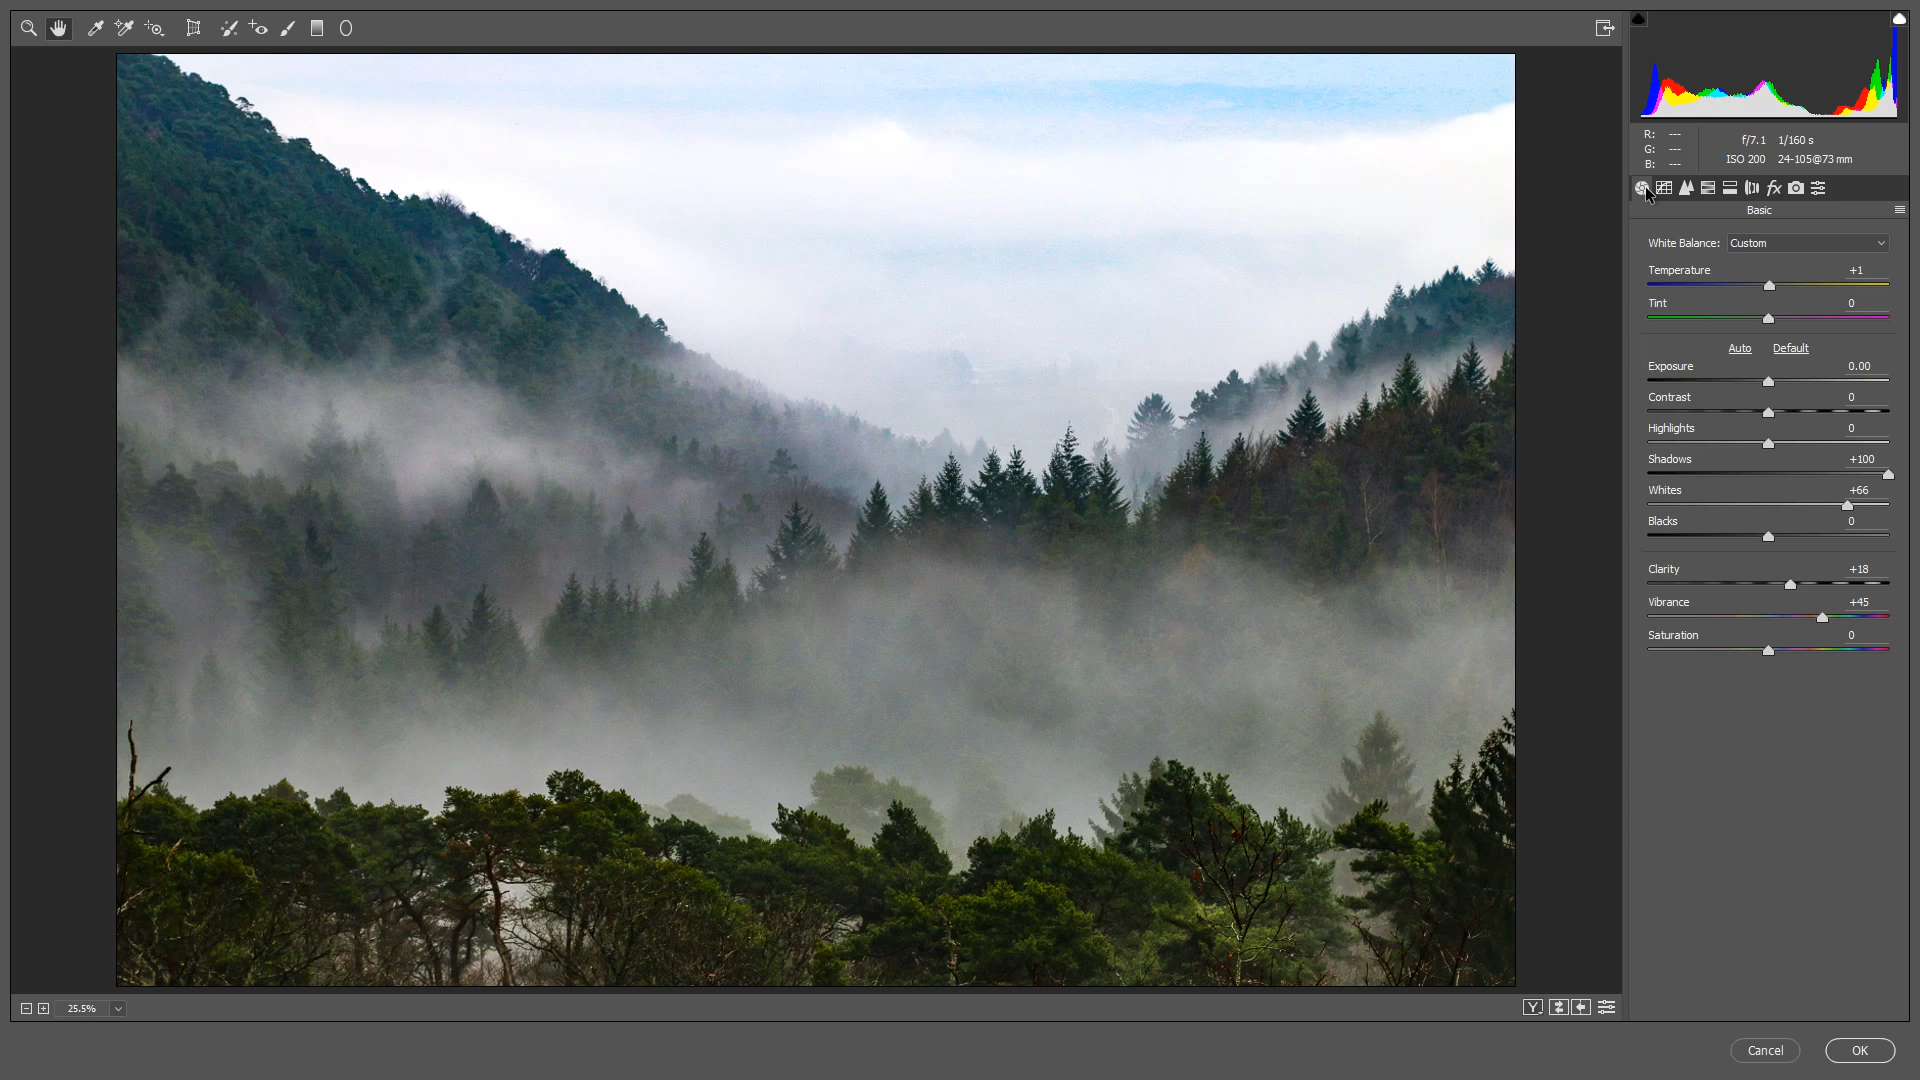 R: ---
G: ---
B: ---
f/7.1 1/160 s
ISO 200 24-105@73 mm
fx
Basic
White Balance: Custom
Temperature +1
Tint 0
Auto Default
Exposure 0.00
Contrast 0
Highlights 0
Shadows +100
Whites +66
Blacks 0
Clarity +18
Vibrance +45
Saturation 0
25.5%
Y
Cancel OK